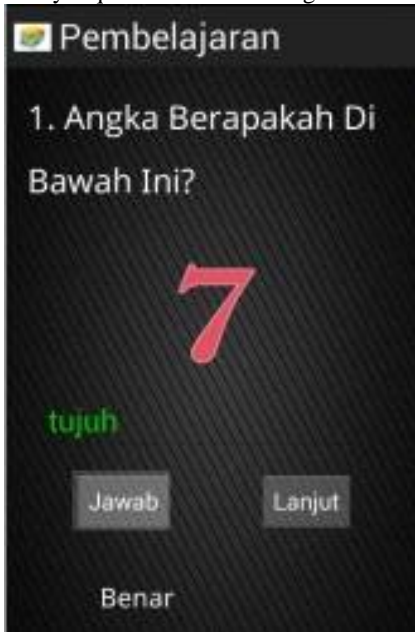 Pembelajaran
1. Angka Berapakah Di
Bawah Ini?
7
tujuh
Jawab Lanjut
Benar